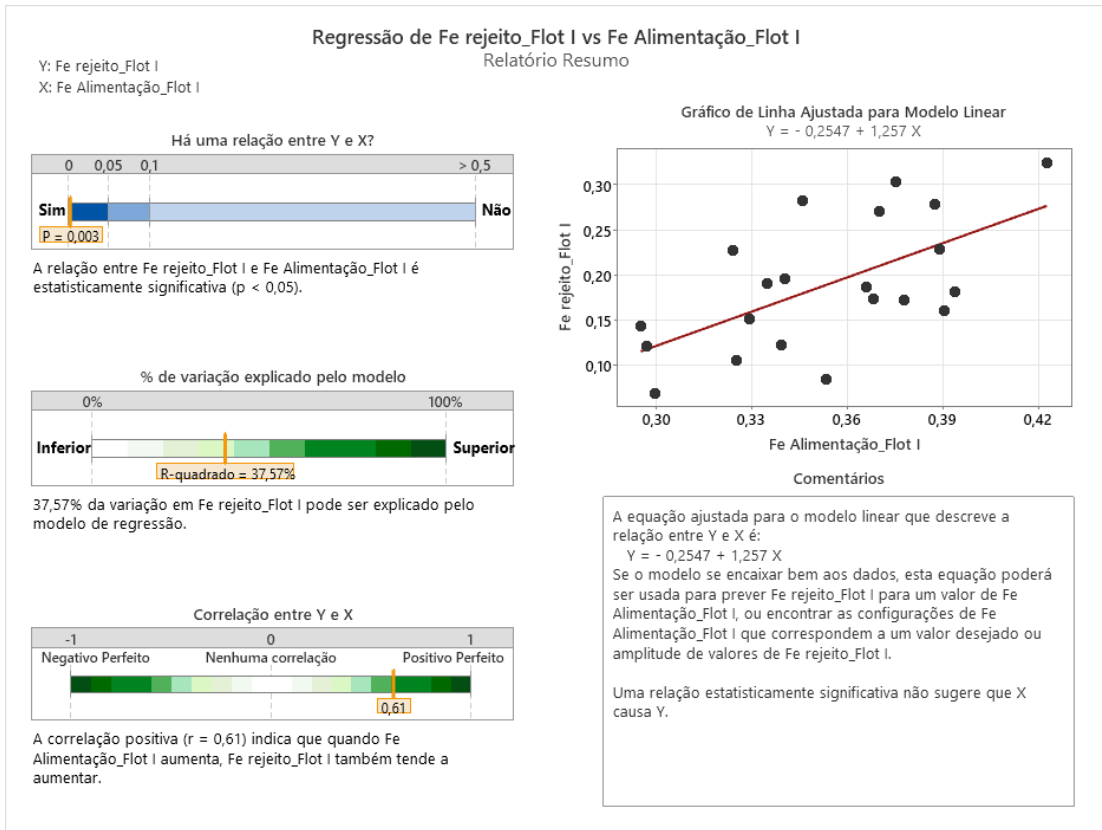 Regressão de Fe rejeito_Flot I vs Fe Alimentação_Flot I
Relatório Resumo
Y: Fe rejeito_Flot I
X: Fe Alimentação_Flot I
Há uma relação entre Y e X?
0 0,05 0,1 > 0,5
Sim Não
P = 0,003
A relação entre Fe rejeito_Flot I e Fe Alimentação_Flot I é
estatisticamente significativa (p < 0,05).
% de variação explicado pelo modelo
0% 100%
Inferior Superior
R-quadrado = 37,57%
37,57% da variação em Fe rejeito_Flot I pode ser explicado pelo
modelo de regressão.
Correlação entre Y e X
-1 0 1
Negativo Perfeito Nenhuma correlação Positivo Perfeito
0,61
A correlação positiva (r = 0,61) indica que quando Fe
Alimentação_Flot I aumenta, Fe rejeito_Flot I também tende a
aumentar.
Gráfico de Linha Ajustada para Modelo Linear
Y = - 0,2547 + 1,257 X
0,30
0,25
0,20
0,15
0,10
Fe rejeito_Flot I
0,30 0,33 0,36 0,39 0,42
Fe Alimentação_Flot I
Comentários
A equação ajustada para o modelo linear que descreve a
relação entre Y e X é:
Y = - 0,2547 + 1,257 X
Se o modelo se encaixar bem aos dados, esta equação poderá
ser usada para prever Fe rejeito_Flot I para um valor de Fe
Alimentação_Flot I, ou encontrar as configurações de Fe
Alimentação_Flot I que correspondem a um valor desejado ou
amplitude de valores de Fe rejeito_Flot I.
Uma relação estatisticamente significativa não sugere que X
causa Y.